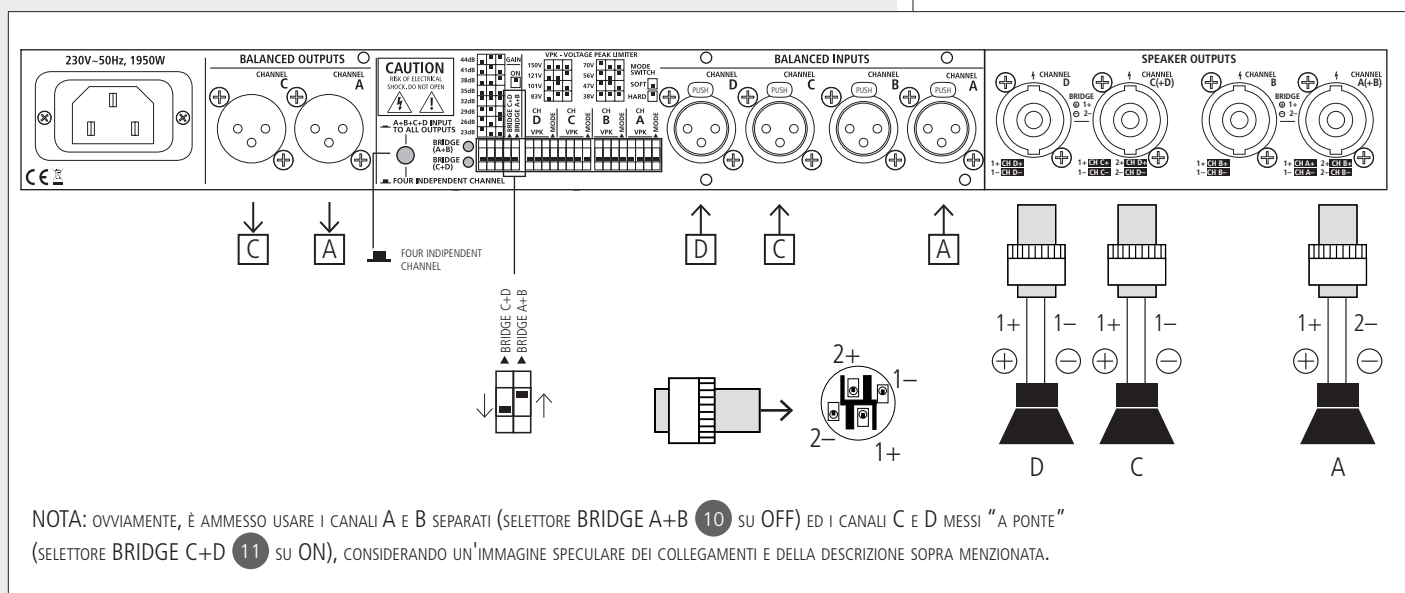 230V~50Hz, 1950W
BALANCED OUTPUTS
CHANNEL
C
CHANNEL
A
CAUTION
RISK OF ELECTRICAL
SHOCK. DO NOT OPEN
A+B+C+D INPUT
TO ALL OUTPUTS
FOUR INDEPENDENT CHANNEL
44dB
41dB
38dB
35dB
32dB
29dB
26dB
23dB
GAIN
ON
BRIDGE C+D
BRIDGE A+B
BRIDGE
(A+B)
BRIDGE
(C+D)
VPK - VOLTAGE PEAK LIMITER
150V
121V
101V
83V
70V
56V
47V
38V
MODE
SWITCH
SOFT
HARD
CH
D
VPK
MODE
CH
C
VPK
MODE
CH
B
VPK
MODE
CH
A
VPK
MODE
BALANCED INPUTS
PUSH
CHANNEL
D
PUSH
CHANNEL
C
PUSH
CHANNEL
B
PUSH
CHANNEL
A
SPEAKER OUTPUTS
CHANNEL
D
CHANNEL
C(+D)
CHANNEL
B
CHANNEL
A(+B)
BRIDGE
1+
2−
BRIDGE
1+
2−
1+ CH D+
1− CH D−
1+ CH C+ 2+ CH D+
1− CH C− 2− CH D−
1+ CH B+
1− CH B−
1+ CH A+ 2+ CH B+
1− CH A− 2− CH B−
CE
C
A
D
C
A
FOUR INDIPENDENT
CHANNEL
BRIDGE C+D
BRIDGE A+B
2+
1−
2−
1+
1+ 1−
1+ 1−
1+ 2−
D
C
A
NOTA: OVVIAMENTE, È AMMESSO USARE I CANALI A E B SEPARATI (SELETTORE BRIDGE A+B 10 SU OFF) ED I CANALI C E D MESSI “A PONTE”
(SELETTORE BRIDGE C+D 11 SU ON), CONSIDERANDO UN'IMMAGINE SPECULARE DEI COLLEGAMENTI E DELLA DESCRIZIONE SOPRA MENZIONATA.